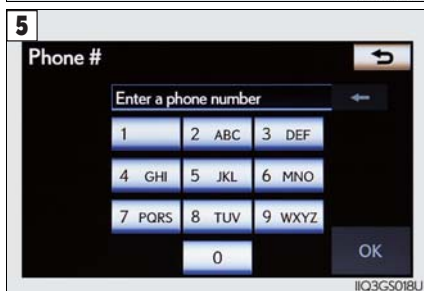 5
Phone #
Enter a phone number
1 2 ABC 3 DEF
4 GHI 5 JKL 6 MNO
7 PQRS 8 TUV 9 WXYZ
0 OK
IIQ3GS018U